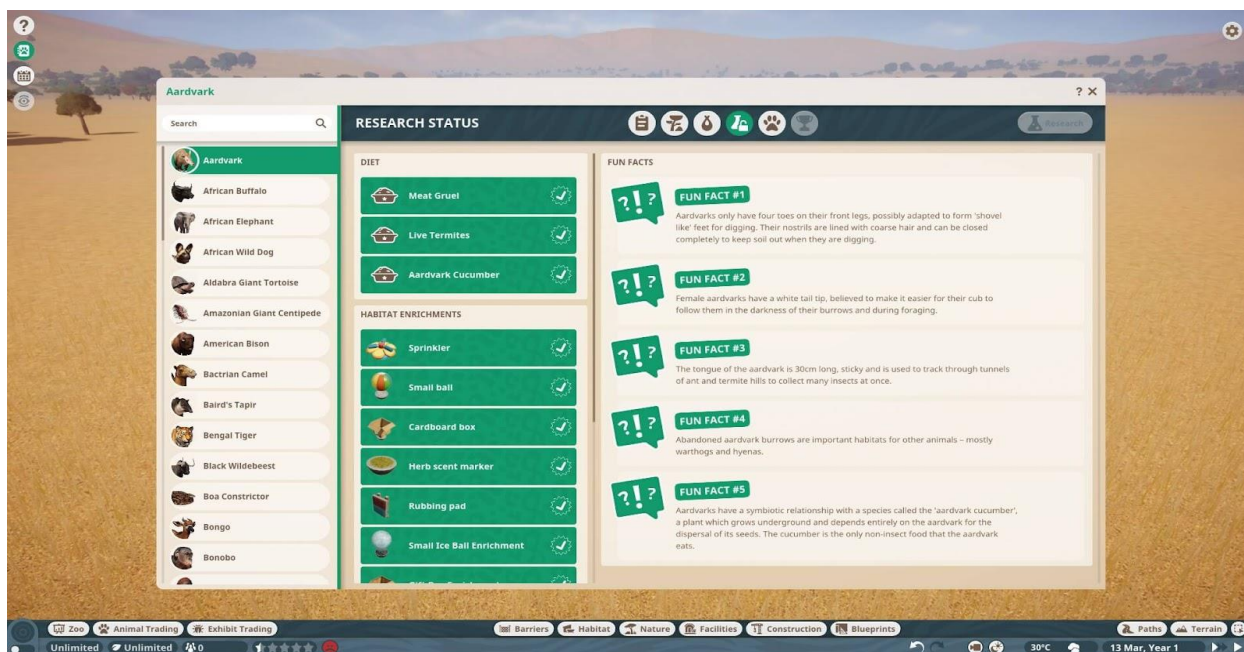 ?
Aardvark
? ×
Search
Aardvark
African Buffalo
African Elephant
African Wild Dog
Aldabra Giant Tortoise
Amazonian Giant Centipede
American Bison
Bactrian Camel
Baird's Tapir
Bengal Tiger
Black Wildebeest
Boa Constrictor
Bongo
Bonobo
RESEARCH STATUS
Research
DIET
Meat Gruel
Live Termites
Aardvark Cucumber
HABITAT ENRICHMENTS
Sprinkler
Small ball
Cardboard box
Herb scent marker
Rubbing pad
Small Ice Ball Enrichment
FUN FACTS
?!?
FUN FACT #1
Aardvarks only have four toes on their front legs, possibly adapted to form 'shovel
like' feet for digging. Their nostrils are lined with coarse hair and can be closed
completely to keep soil out when they are digging.
?!?
FUN FACT #2
Female aardvarks have a white tail tip, believed to make it easier for their cub to
follow them in the darkness of their burrows and during foraging.
?!?
FUN FACT #3
The tongue of the aardvark is 30cm long, sticky and is used to track through tunnels
of ant and termite hills to collect many insects at once.
?!?
FUN FACT #4
Abandoned aardvark burrows are important habitats for other animals – mostly
warthogs and hyenas.
?!?
FUN FACT #5
Aardvarks have a symbiotic relationship with a species called the 'aardvark cucumber',
a plant which grows underground and depends entirely on the aardvark for the
dispersal of its seeds. The cucumber is the only non-insect food that the aardvark
eats.
Zoo
Animal Trading
Exhibit Trading
Barriers
Habitat
Nature
Facilities
Construction
Blueprints
Paths
Terrain
Unlimited
Unlimited
0
30°C
13 Mar, Year 1